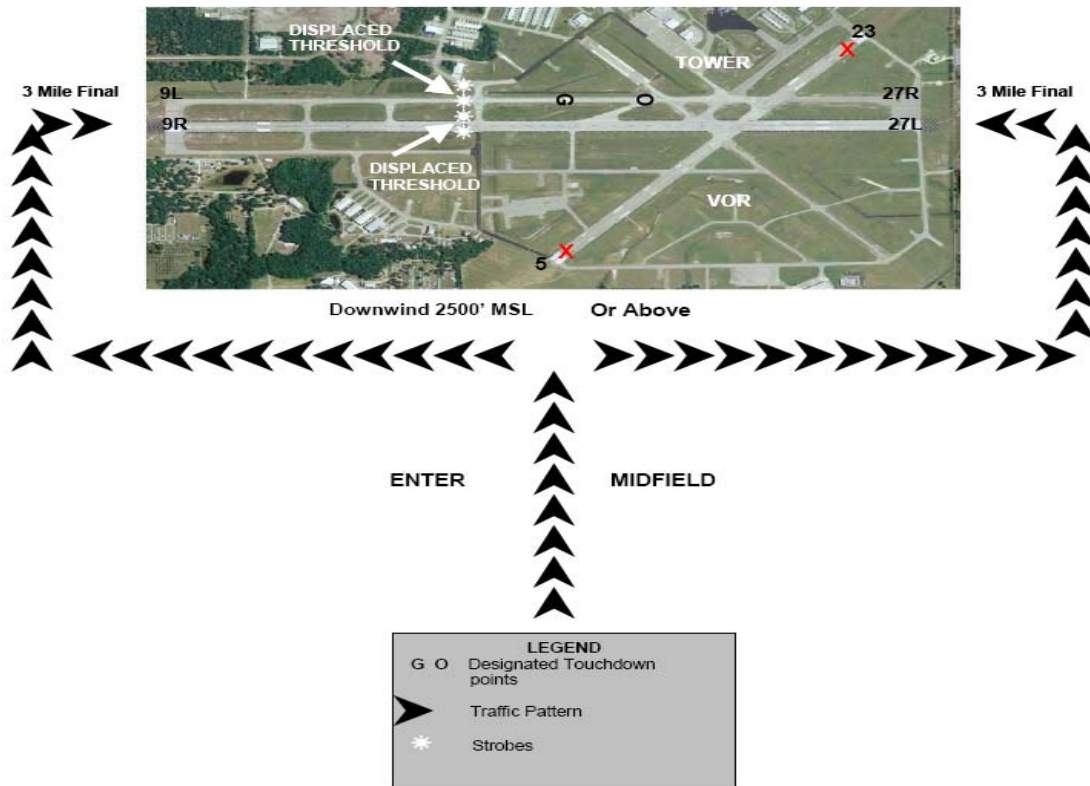 DISPLACED
THRESHOLD
23
TOWER
3 Mile Final
9L
G O
27R
3 Mile Final
9R
27L
DISPLACED
THRESHOLD
VOR
5
Downwind 2500' MSL Or Above
ENTER MIDFIELD
LEGEND
G O Designated Touchdown
points
Traffic Pattern
Strobes